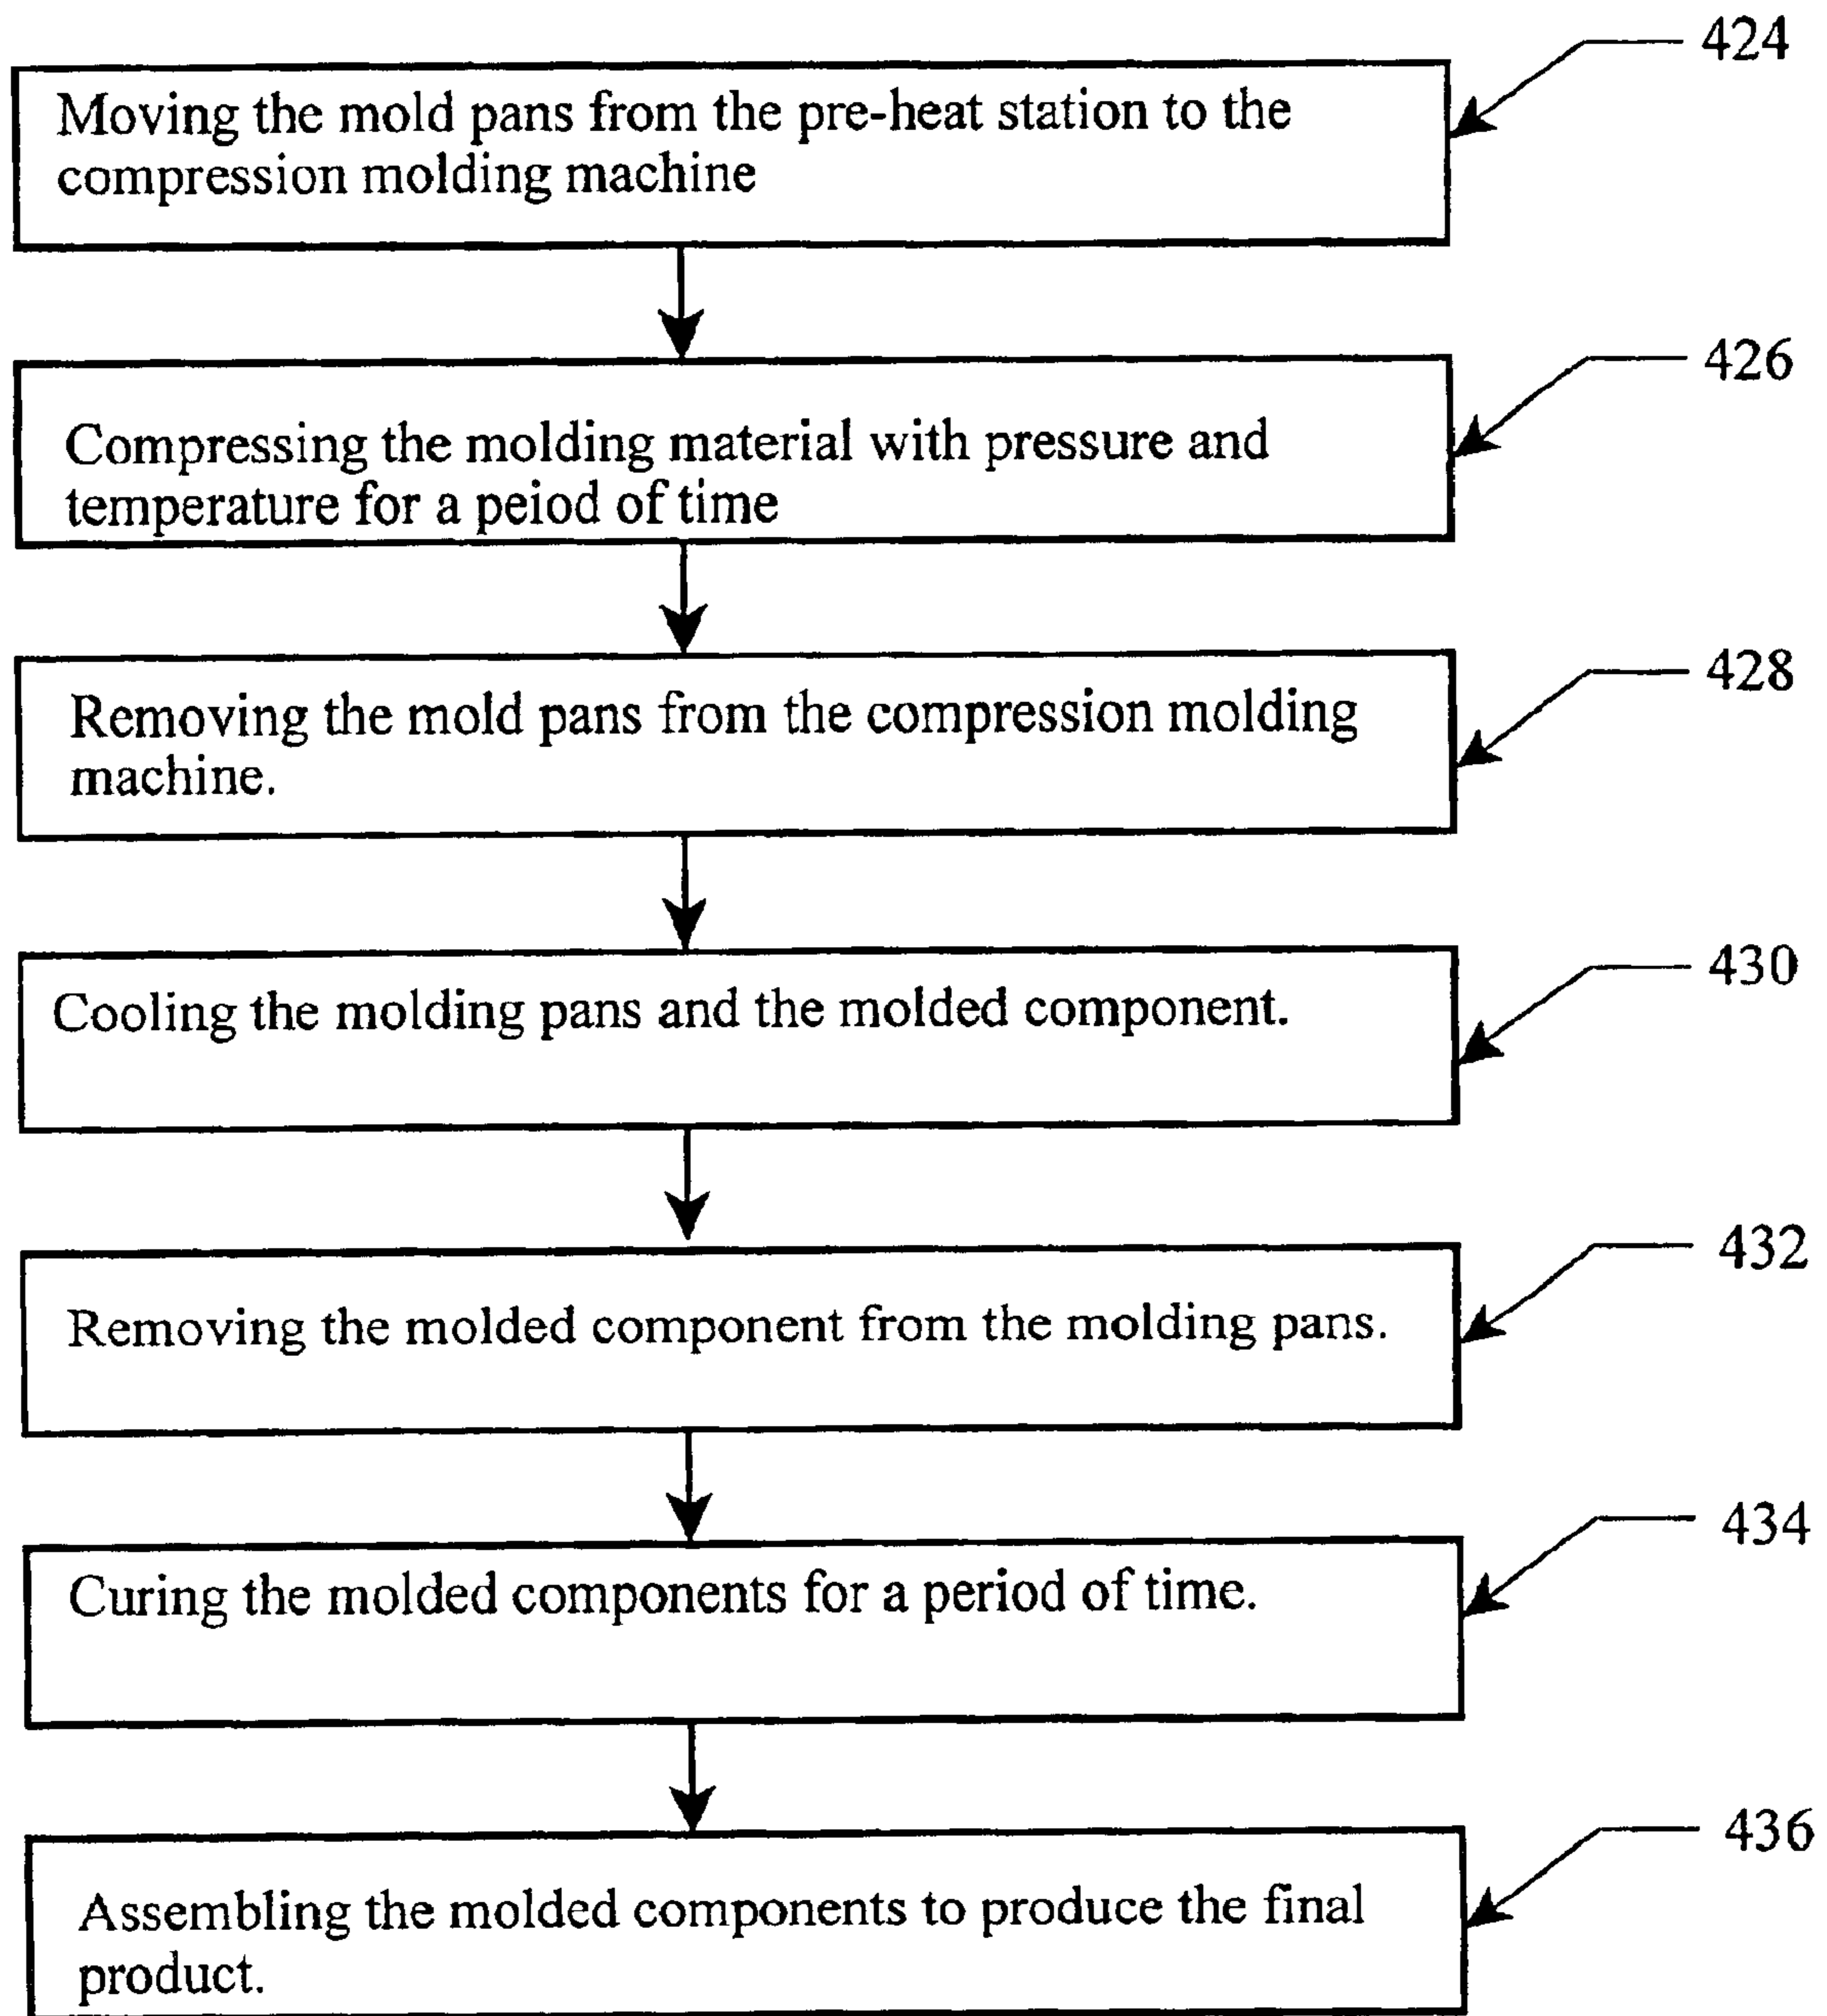 424
Moving the mold pans from the pre-heat station to the
compression molding machine
426
Compressing the molding material with pressure and
temperature for a peiod of time
428
Removing the mold pans from the compression molding
machine.
430
Cooling the molding pans and the molded component.
432
Removing the molded component from the molding pans.
434
Curing the molded components for a period of time.
436
Assembling the molded components to produce the final
product.